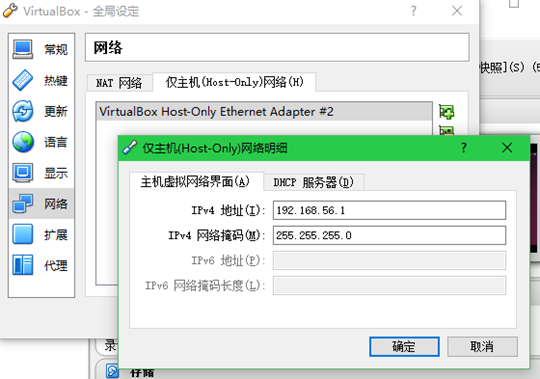 VirtualBox - 全局设定
常规
热键
更新
语言
显示
网络
扩展
代理
网络
NAT 网络
仅主机(Host-Only)网络(H)
VirtualBox Host-Only Ethernet Adapter #2
快照](S)
仅主机(Host-Only)网络明细
主机虚拟网络界面(A)
DHCP 服务器(D)
IPv4 地址(I):
192.168.56.1
IPv4 网络掩码(M):
255.255.255.0
IPv6 地址(P):
IPv6 网络掩码长度(L):
确定
取消
存储